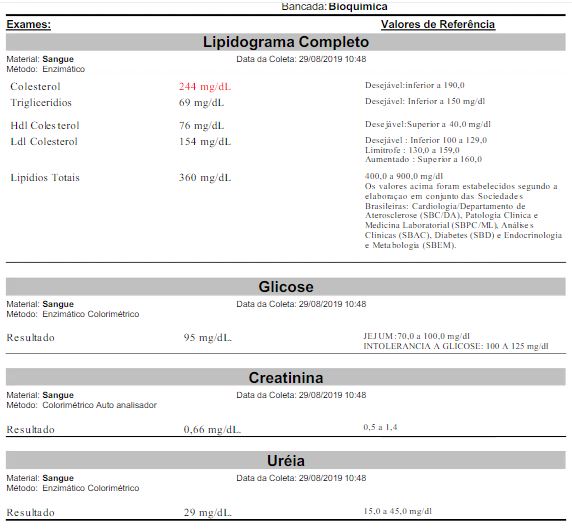 Bancada: Bioquímica
Exames: Valores de Referência
Lipidograma Completo
Material: Sangue Data da Coleta: 29/08/2019 10:48
Método: Enzimático
Colesterol 244 mg/dL Desejável:inferior a 190,0
Trigliceridios 69 mg/dL Desejável: Inferior a 150 mg/dl
Hdl Colesterol 76 mg/dL Desejável:Superior a 40,0 mg/dl
Ldl Colesterol 154 mg/dL Desejável : Inferior 100 a 129,0
Limítrofe : 130,0 a 159,0
Aumentado : Superior a 160,0
Lipídios Totais 360 mg/dL 400,0 a 900,0 mg/dl
Os valores acima foram estabelecidos segundo a
elaboraçao em conjunto das Sociedades
Brasileiras: Cardiologia/Departamento de
Aterosclerose (SBC/DA), Patologia Clinica e
Medicina Laboratorial (SBPC/ML), Análises
Clinicas (SBAC), Diabetes (SBD) e Endocrinologia
e Metabologia (SBEM).
Glicose
Material: Sangue Data da Coleta: 29/08/2019 10:48
Método: Enzimático Colorimétrico
Resultado 95 mg/dL. JEJUM:70,0 a 100,0 mg/dl
INTOLERANCIA A GLICOSE: 100 A 125 mg/dl
Creatinina
Material: Sangue Data da Coleta: 29/08/2019 10:48
Método: Colorimétrico Auto analisador
Resultado 0,66 mg/dL. 0,5 a 1,4
Uréia
Material: Sangue Data da Coleta: 29/08/2019 10:48
Método: Enzimático Colorimétrico
Resultado 29 mg/dL. 15,0 a 45,0 mg/dl